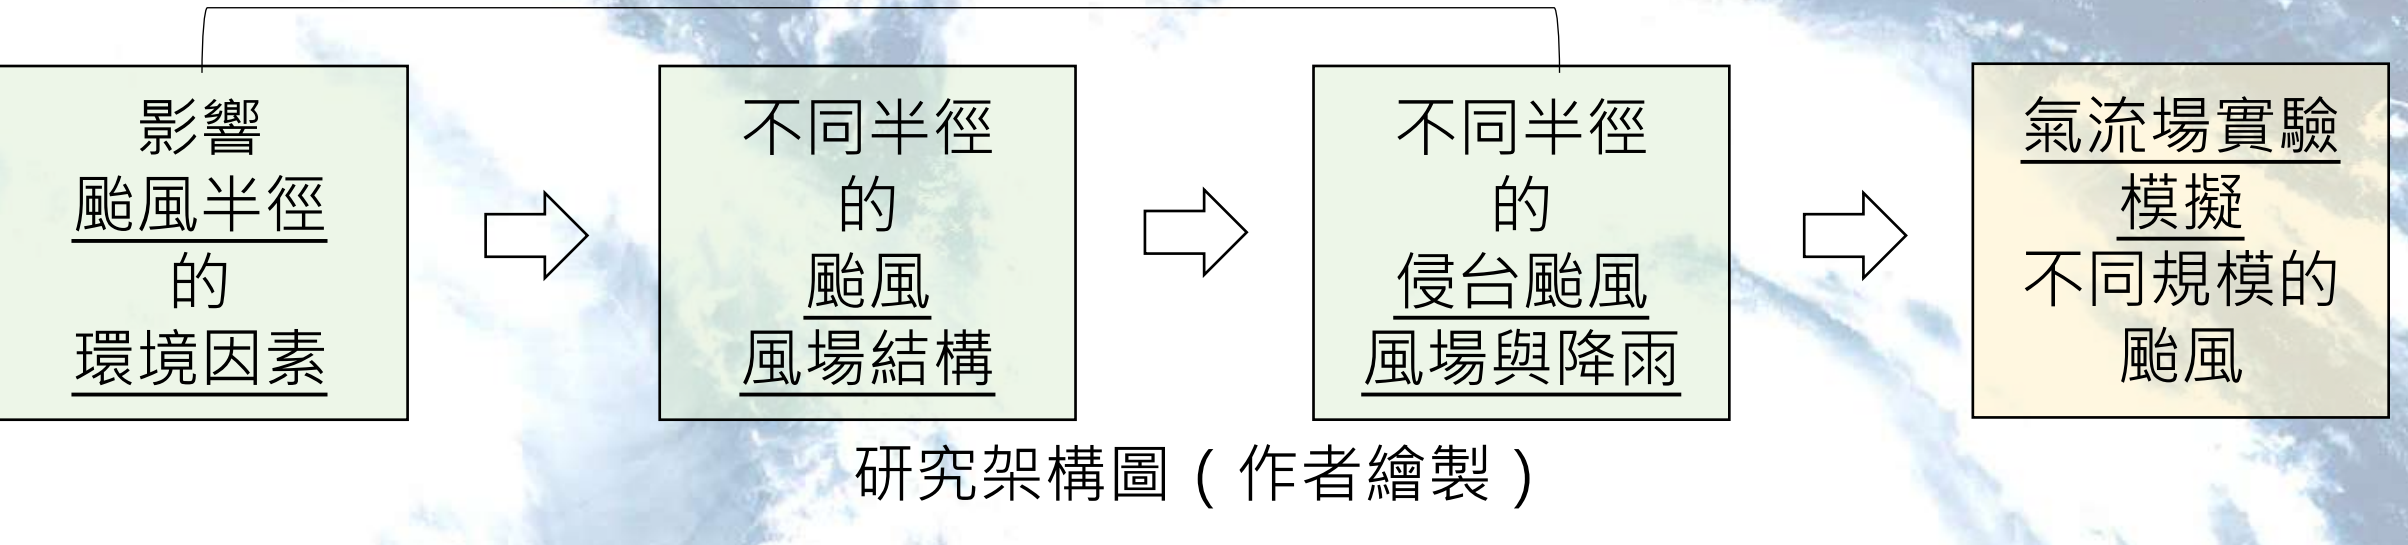 影響
颱風半徑
的
環境因素
不同半徑
的
颱風
風場結構
不同半徑
的
侵台颱風
風場與降雨
氣流場實驗
模擬
不同規模的
颱風
研究架構圖（作者繪製）